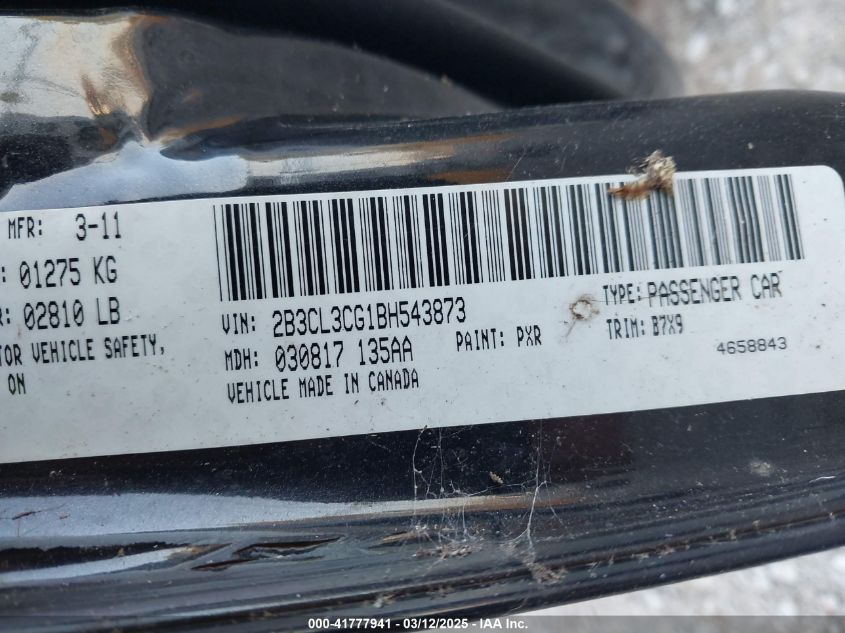 MFR: 3-11
: 01275 KG
R: 02810 LB
TOR VEHICLE SAFETY,
ON
VIN: 2B3CL3CG1BH543873
TYPE: PASSENGER CAR
MDH: 030817 135AA
PAINT: PXR
TRIM: B7X9
VEHICLE MADE IN CANADA
4658843
000-41777941 - 03/12/2025 - IAA Inc.